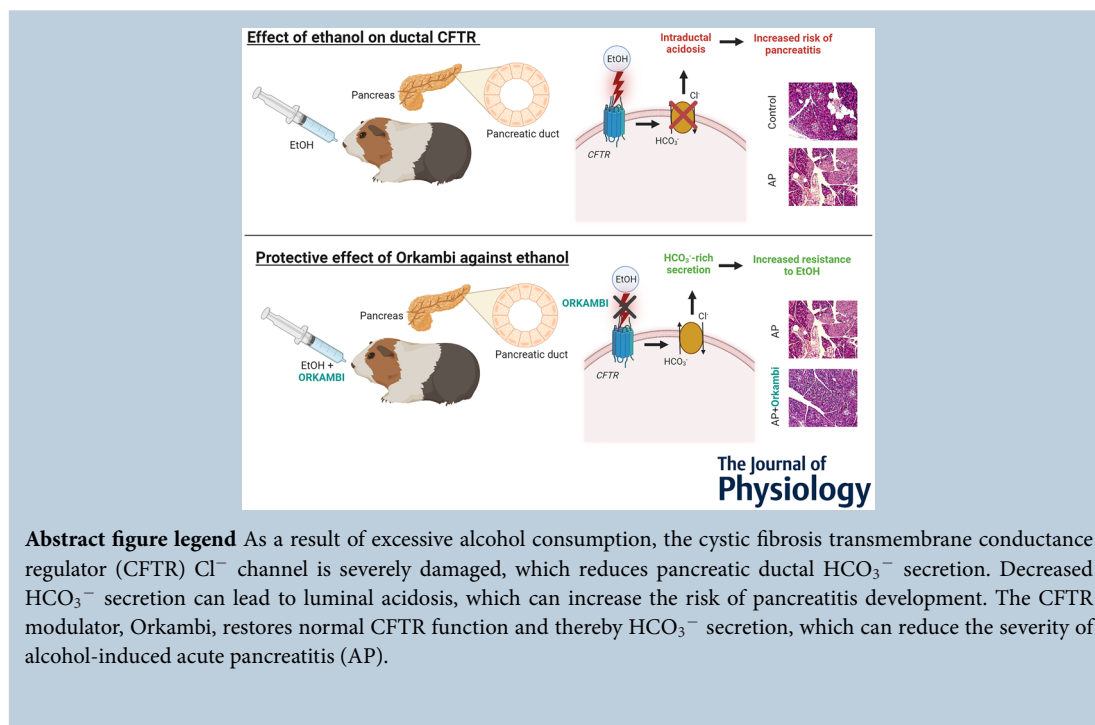 Effect of ethanol on ductal CFTR
EtOH
Pancreas
Pancreatic duct
Intraductal
acidosis
Increased risk of
pancreatitis
EtOH
Cl⁻
HCO₃⁻
CFTR
Control
AP
Protective effect of Orkambi against ethanol
EtOH +
ORKAMBI
Pancreas
Pancreatic duct
HCO₃⁻-rich
secretion
Increased resistance
to EtOH
EtOH
ORKAMBI
Cl⁻
HCO₃⁻
CFTR
AP
AP+Orkambi
The Journal of
Physiology
Abstract figure legend As a result of excessive alcohol consumption, the cystic fibrosis transmembrane conductance
regulator (CFTR) Cl⁻ channel is severely damaged, which reduces pancreatic ductal HCO₃⁻ secretion. Decreased
HCO₃⁻ secretion can lead to luminal acidosis, which can increase the risk of pancreatitis development. The CFTR
modulator, Orkambi, restores normal CFTR function and thereby HCO₃⁻ secretion, which can reduce the severity of
alcohol-induced acute pancreatitis (AP).